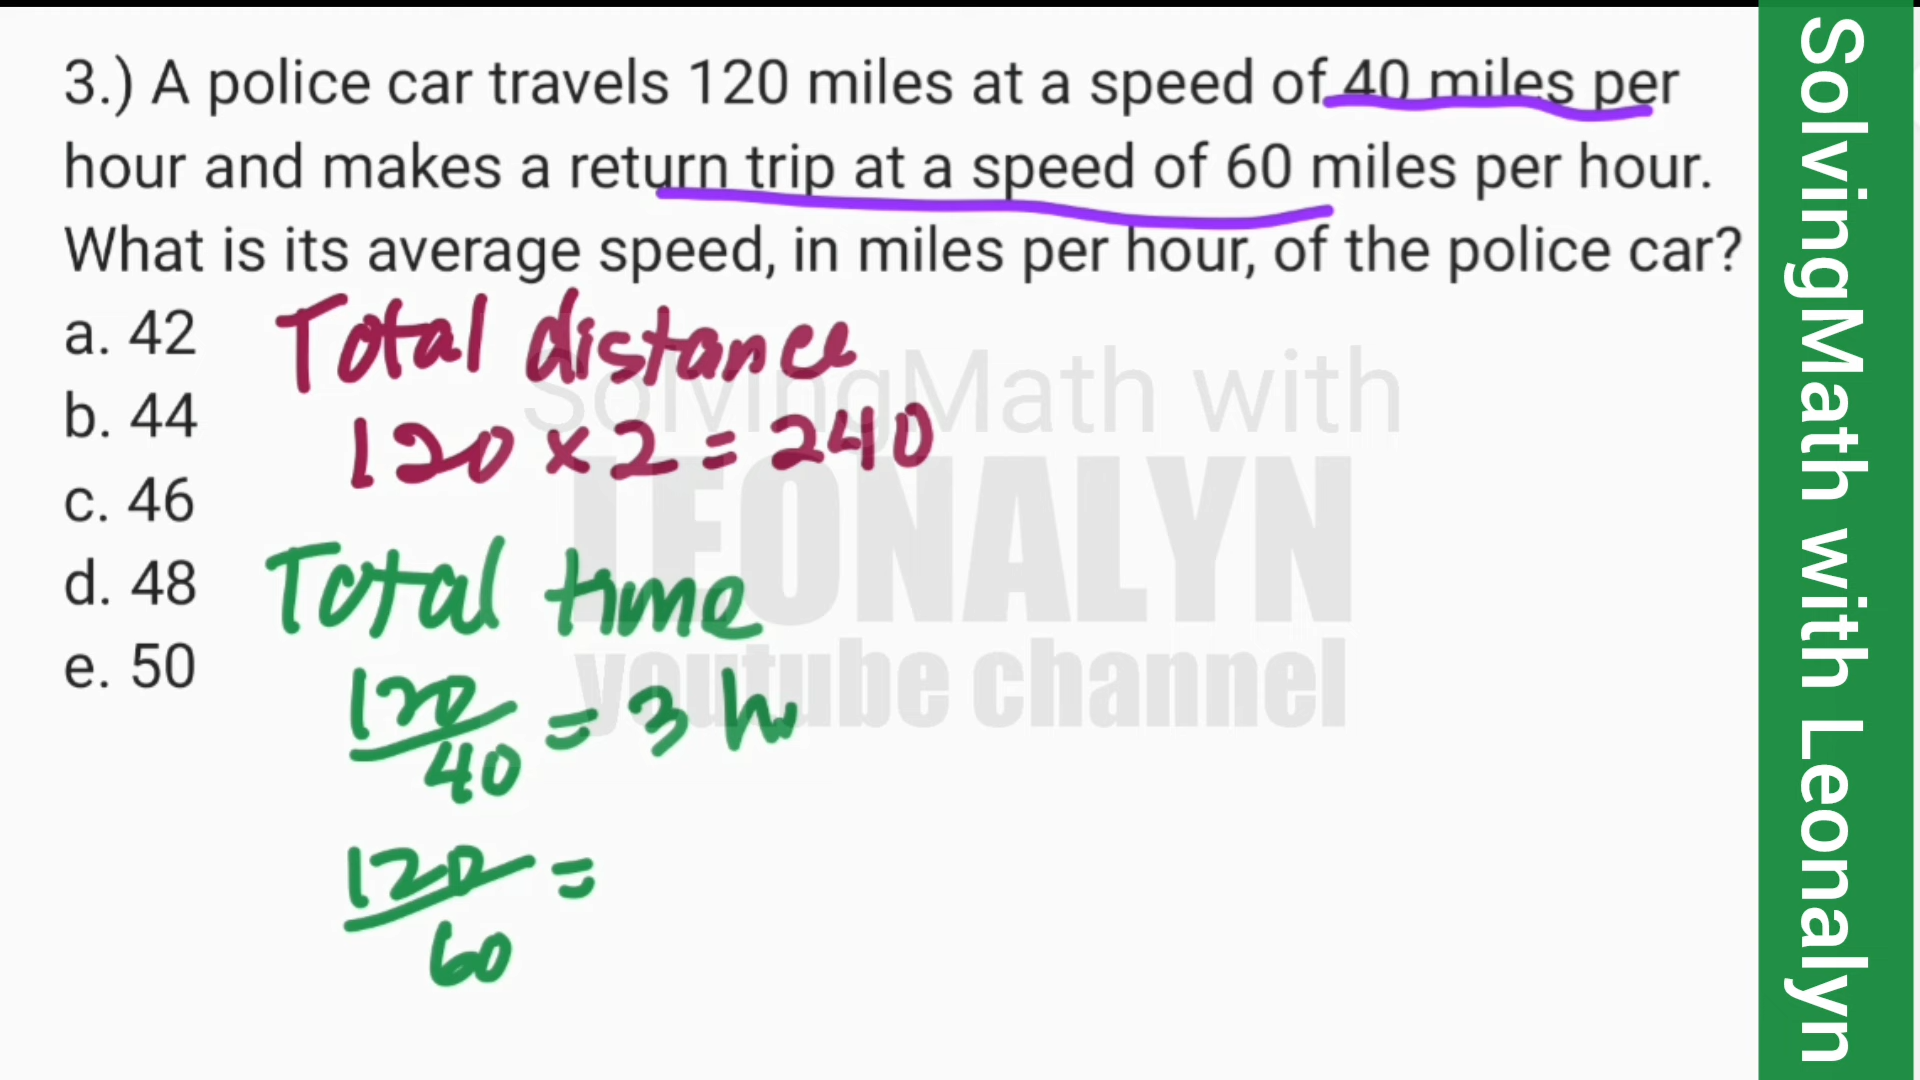 3.) A police car travels 120 miles at a speed of 40 miles per
hour and makes a return trip at a speed of 60 miles per hour.
What is its average speed, in miles per hour, of the police car?
a. 42
b. 44
c. 46
d. 48
e. 50
Total distance
120 x 2 = 240
Total time
120/40 = 3 hr
120/60 =
SolvingMath with
LEONALYN
youtube channel
SolvingMath with Leonalyn